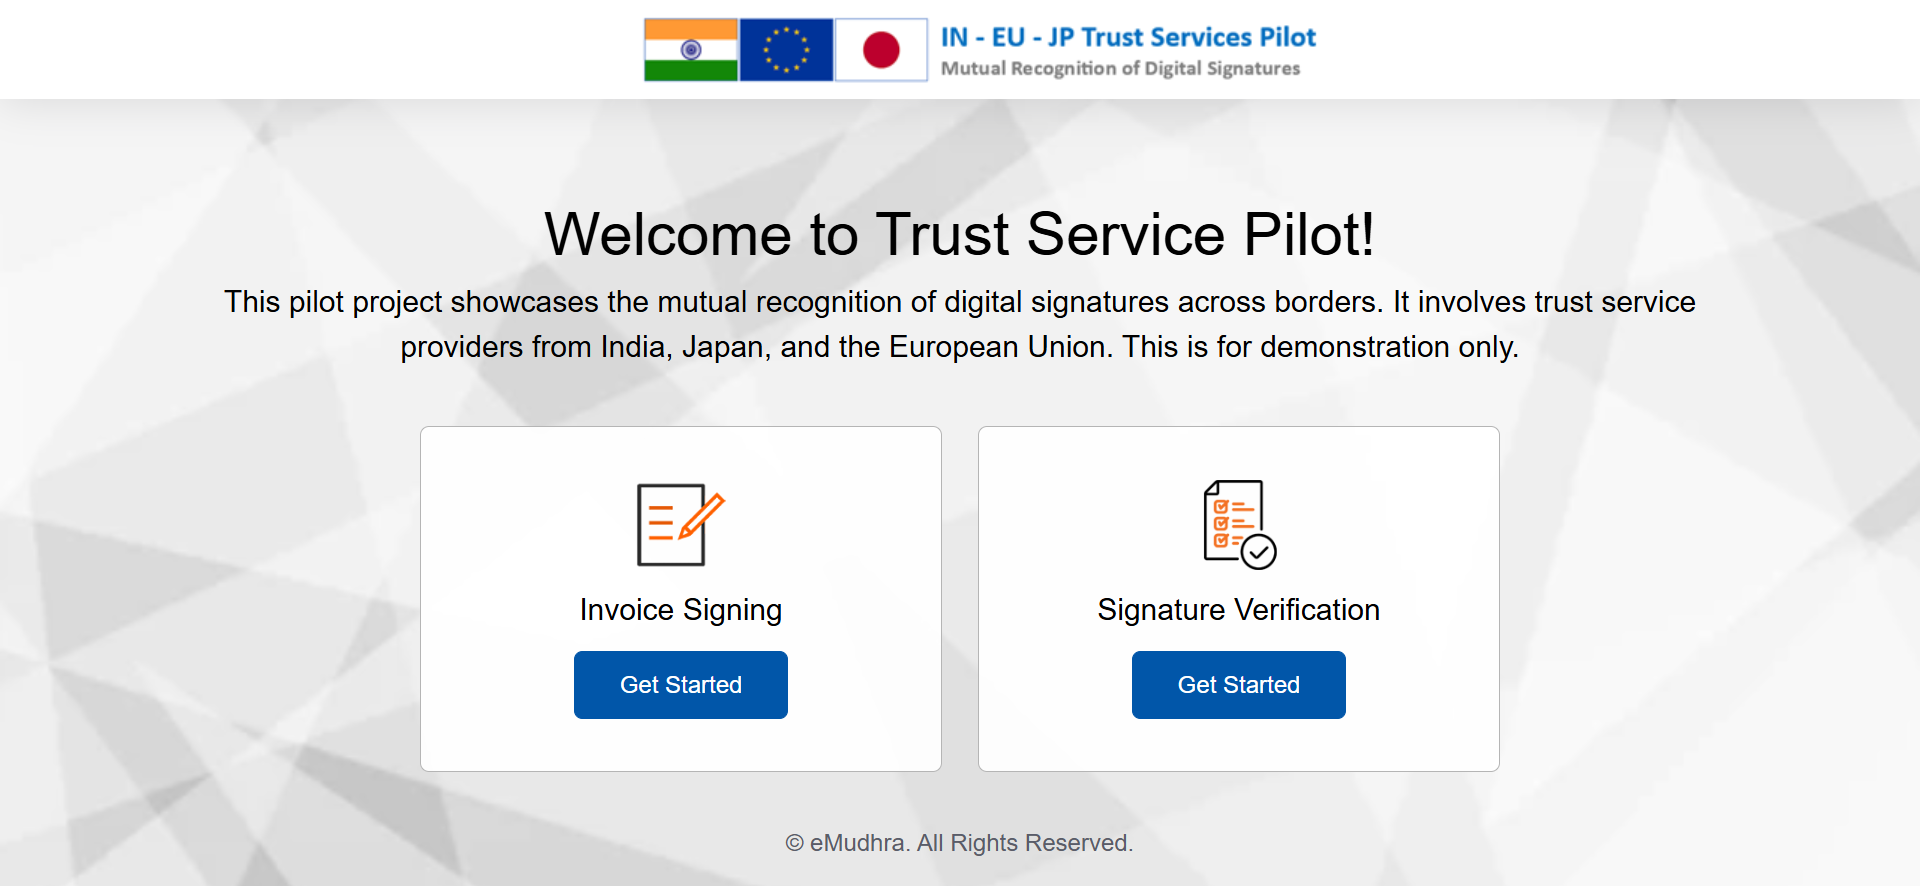 IN - EU - JP Trust Services Pilot
Mutual Recognition of Digital Signatures
Welcome to Trust Service Pilot!
This pilot project showcases the mutual recognition of digital signatures across borders. It involves trust service
providers from India, Japan, and the European Union. This is for demonstration only.
Invoice Signing
Get Started
Signature Verification
Get Started
© eMudhra. All Rights Reserved.